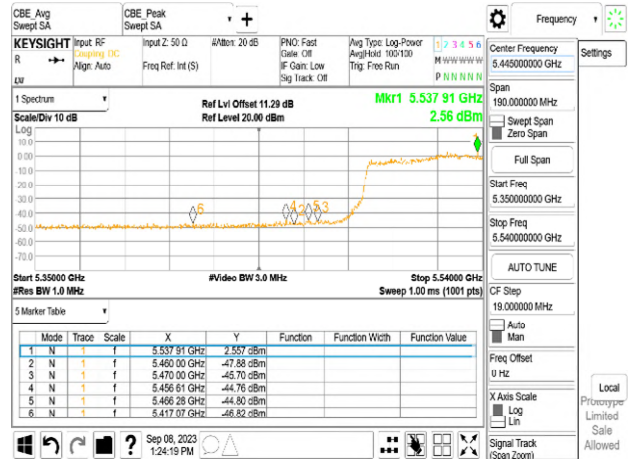 CBE_Avg
Swept SA
CBE_Peak
Swept SA
+
Frequency
KEYSIGHT
R
Input: RF
Coupling: DC
Align: Auto
Input Z: 50 Ω
Freq Ref: Int (S)
#Atten: 20 dB
PNO: Fast
Gate: Off
IF Gain: Low
Sig Track: Off
Avg Type: Log-Power
Avg|Hold: 100/100
Trig: Free Run
1 2 3 4 5 6
M W W W W W
P N N N N N
Center Frequency
5.445000000 GHz
Settings
1 Spectrum
Scale/Div 10 dB
Ref Lvl Offset 11.29 dB
Ref Level 20.00 dBm
Mkr1 5.537 91 GHz
2.56 dBm
Span
190.000000 MHz
Swept Span
Zero Span
Full Span
Start Freq
5.350000000 GHz
Stop Freq
5.540000000 GHz
AUTO TUNE
CF Step
19.000000 MHz
Auto
Man
Freq Offset
0 Hz
X Axis Scale
Log
Lin
Signal Track
(Span Zoom)
Log
10.0
0.00
-10.0
-20.0
-30.0
-40.0
-50.0
-60.0
-70.0
Start 5.35000 GHz
#Res BW 1.0 MHz
#Video BW 3.0 MHz
Stop 5.54000 GHz
Sweep 1.00 ms (1001 pts)
5 Marker Table
Mode Trace Scale X Y Function Function Width Function Value
1 N 1 f 5.537 91 GHz 2.557 dBm
2 N 1 f 5.460 00 GHz -47.88 dBm
3 N 1 f 5.470 00 GHz -45.70 dBm
4 N 1 f 5.456 61 GHz -44.76 dBm
5 N 1 f 5.466 28 GHz -44.80 dBm
6 N 1 f 5.417 07 GHz -46.82 dBm
Sep 08, 2023
1:24:19 PM
Local
Prototype
Limited
Sale
Allowed